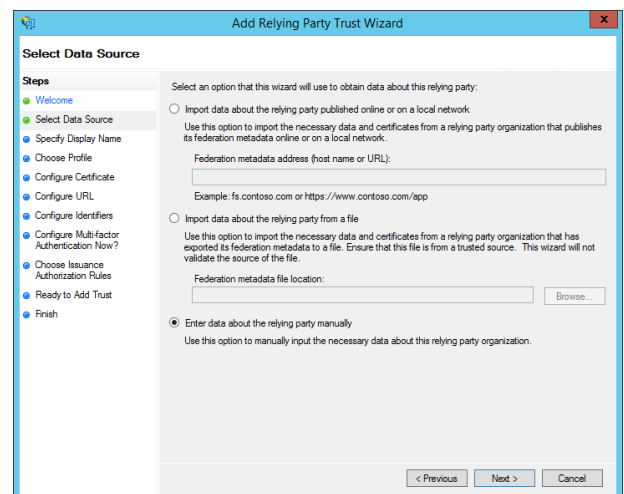 Add Relying Party Trust Wizard
x
Select Data Source
Steps
Welcome
Select Data Source
Specify Display Name
Choose Profile
Configure Certificate
Configure URL
Configure Identifiers
Configure Multi-factor
Authentication Now?
Choose Issuance
Authorization Rules
Ready to Add Trust
Finish
Select an option that this wizard will use to obtain data about this relying party:
Import data about the relying party published online or on a local network
Use this option to import the necessary data and certificates from a relying party organization that publishes
its federation metadata online or on a local network.
Federation metadata address (host name or URL):
Example: fs.contoso.com or https://www.contoso.com/app
Import data about the relying party from a file
Use this option to import the necessary data and certificates from a relying party organization that has
exported its federation metadata to a file. Ensure that this file is from a trusted source. This wizard will not
validate the source of the file.
Federation metadata file location:
Browse...
Enter data about the relying party manually
Use this option to manually input the necessary data about this relying party organization.
< Previous
Next >
Cancel